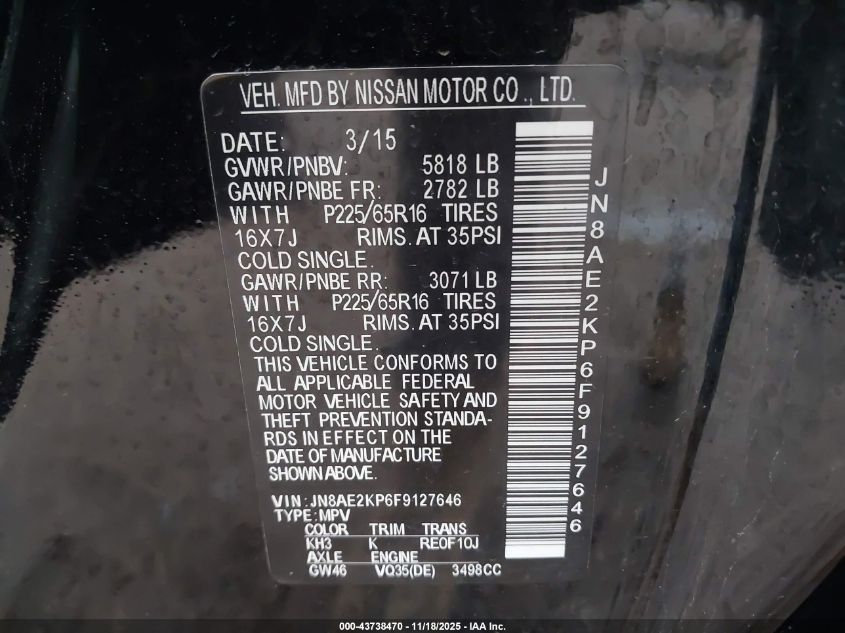 VEH. MFD BY NISSAN MOTOR CO., LTD.
DATE: 3/15
GVWR/PNBV: 5818 LB
GAWR/PNBE FR: 2782 LB
WITH P225/65R16 TIRES
16X7J RIMS. AT 35PSI
COLD SINGLE.
GAWR/PNBE RR: 3071 LB
WITH P225/65R16 TIRES
16X7J RIMS. AT 35PSI
COLD SINGLE.
THIS VEHICLE CONFORMS TO
ALL APPLICABLE FEDERAL
MOTOR VEHICLE SAFETY AND
THEFT PREVENTION STANDA-
RDS IN EFFECT ON THE
DATE OF MANUFACTURE
SHOWN ABOVE.
VIN:JN8AE2KP6F9127646
TYPE:MPV
COLOR TRIM TRANS
KH3 K RE0F10J
AXLE ENGINE
GW46 VQ35(DE) 3498CC
JN8AE2KP6F9127646
000-43738470 - 11/18/2025 - IAA Inc.